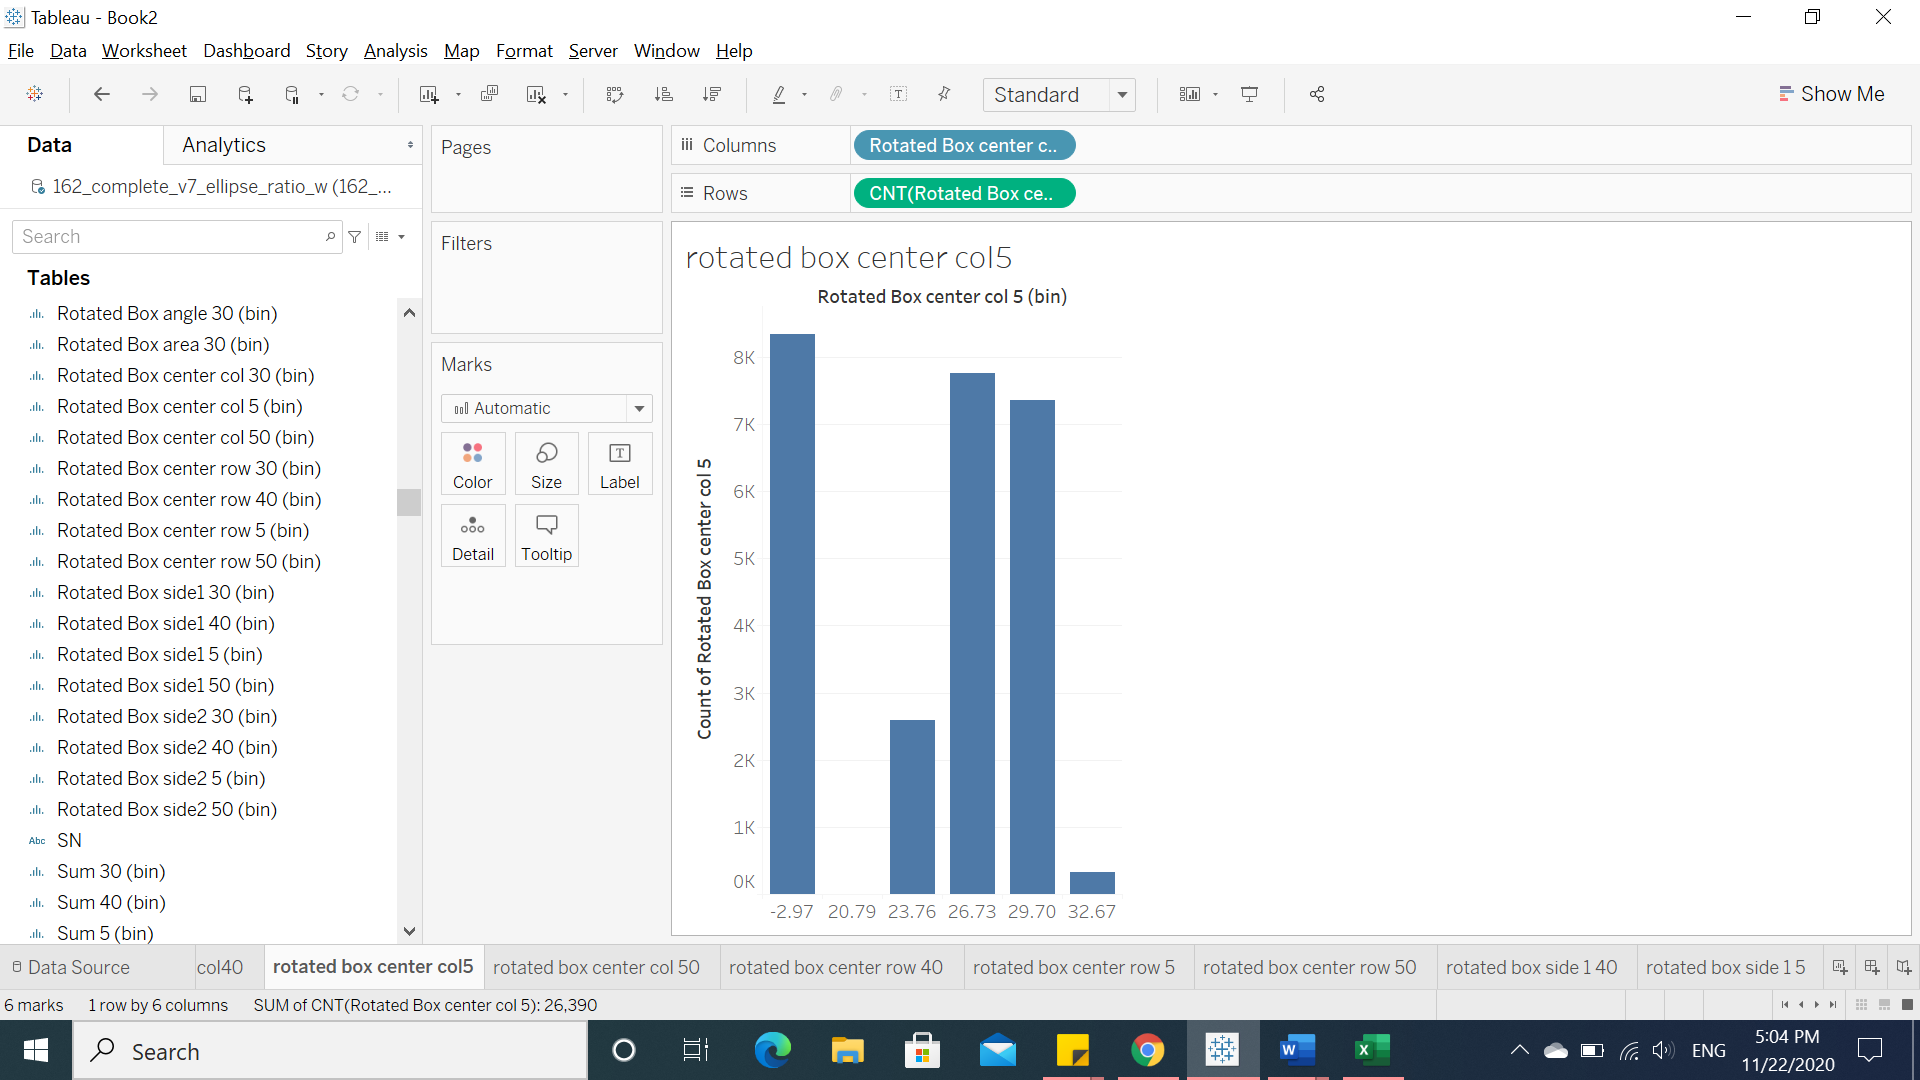 Tableau - Book2
File Data Worksheet Dashboard Story Analysis Map Format Server Window Help
Standard
Show Me
Data
Analytics
162_complete_v7_ellipse_ratio_w (162_...
Search
Tables
Rotated Box angle 30 (bin)
Rotated Box area 30 (bin)
Rotated Box center col 30 (bin)
Rotated Box center col 5 (bin)
Rotated Box center col 50 (bin)
Rotated Box center row 30 (bin)
Rotated Box center row 40 (bin)
Rotated Box center row 5 (bin)
Rotated Box center row 50 (bin)
Rotated Box side1 30 (bin)
Rotated Box side1 40 (bin)
Rotated Box side1 5 (bin)
Rotated Box side1 50 (bin)
Rotated Box side2 30 (bin)
Rotated Box side2 40 (bin)
Rotated Box side2 5 (bin)
Rotated Box side2 50 (bin)
Abc SN
Sum 30 (bin)
Sum 40 (bin)
Sum 5 (bin)
Pages
Filters
Marks
Automatic
Color
Size
Label
Detail
Tooltip
Columns
Rotated Box center c..
Rows
CNT(Rotated Box ce..
rotated box center col5
Rotated Box center col 5 (bin)
Count of Rotated Box center col 5
8K
7K
6K
5K
4K
3K
2K
1K
0K
-2.97 20.79 23.76 26.73 29.70 32.67
Data Source
col40
rotated box center col5
rotated box center col 50
rotated box center row 40
rotated box center row 5
rotated box center row 50
rotated box side 1 40
rotated box side 1 5
6 marks
1 row by 6 columns
SUM of CNT(Rotated Box center col 5): 26,390
Search
ENG
5:04 PM
11/22/2020